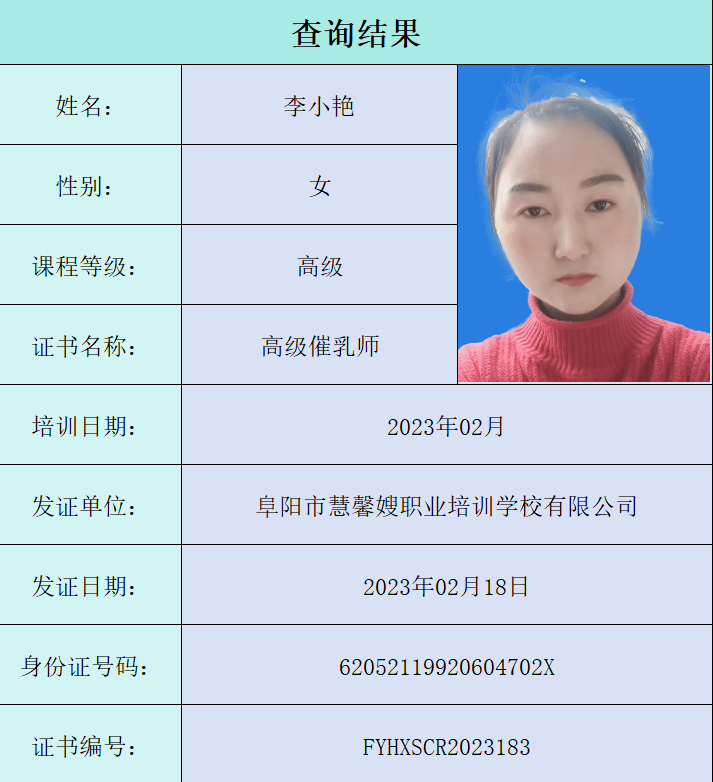 查询结果
姓名： 李小艳
性别： 女
课程等级： 高级
证书名称： 高级催乳师
培训日期： 2023年02月
发证单位： 阜阳市慧馨嫂职业培训学校有限公司
发证日期： 2023年02月18日
身份证号码： 62052119920604702X
证书编号： FYHXSCR2023183